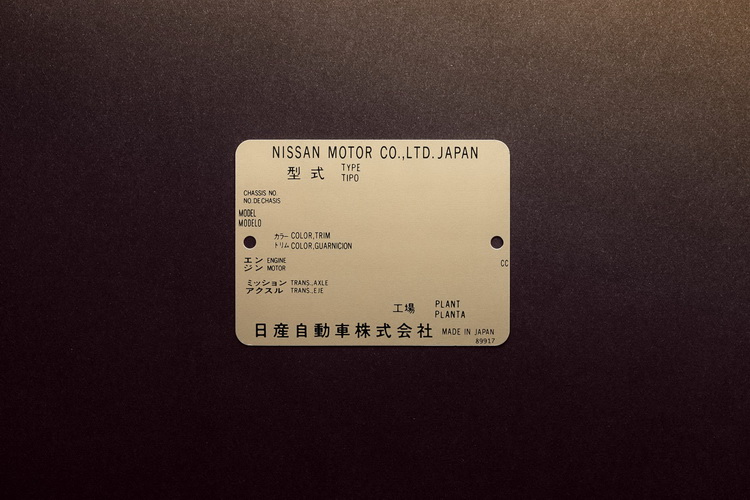 NISSAN MOTOR CO.,LTD.JAPAN
型式 TYPE
TIPO
CHASSIS NO.
NO DE CHASIS
MODEL
MODELO
カラー COLOR,TRIM
トリム COLOR,GUARNICION
エン ENGINE
ジン MOTOR
CC
ミッション TRANS.,AXLE
アクスル TRANS.,EJE
工場 PLANT
PLANTA
日産自動車株式会社 MADE IN JAPAN
89917